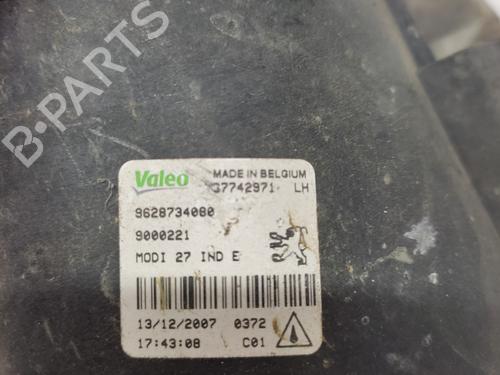 B-PARTS
Valeo MADE IN BELGIUM
37742971 LH
9628734080
9000221
MODI 27 IND E
13/12/2007 0372
17:43:08 C01